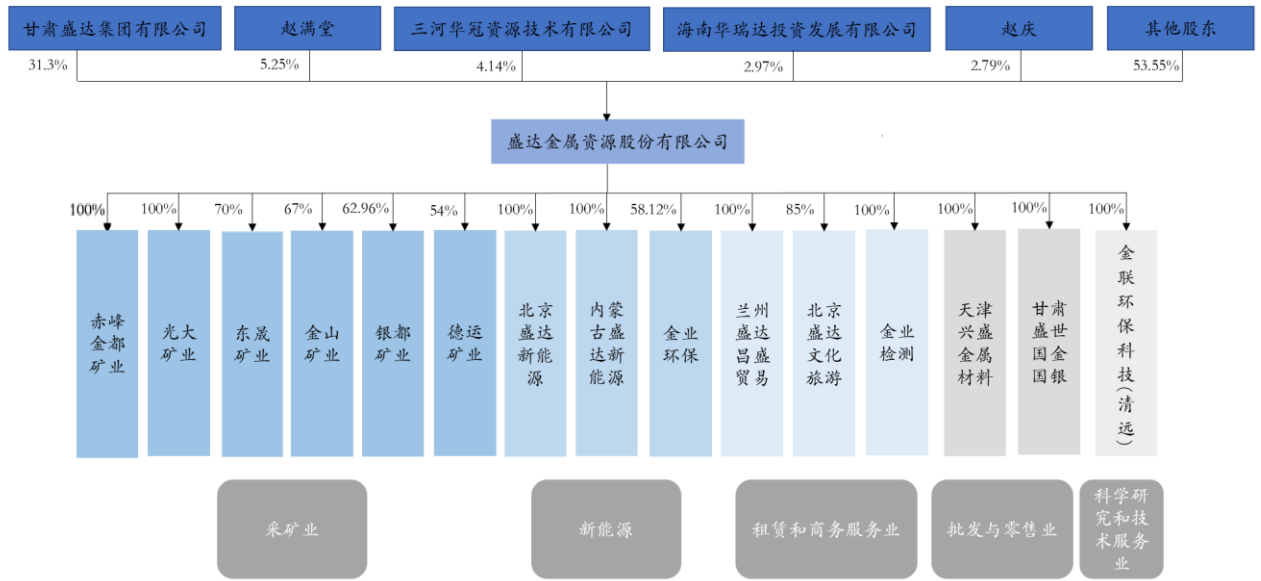 甘肃盛达集团有限公司
赵满堂
三河华冠资源技术有限公司
海南华瑞达投资发展有限公司
赵庆
其他股东
31.3%
5.25%
4.14%
2.97%
2.79%
53.55%
盛达金属资源股份有限公司
100%
100%
70%
67%
62.96%
54%
100%
100%
58.12%
100%
85%
100%
100%
100%
100%
赤峰
金都
矿业
光大
矿业
东晟
矿业
金山
矿业
银都
矿业
德运
矿业
北京
盛达
新能
源
内蒙
古盛
达新
能源
金业
环保
兰州
盛达
昌盛
贸易
北京
盛达
文化
旅游
金业
检测
天津
兴盛
金属
材料
甘肃
盛世
国金
国银
金联环保科技(清远)
采矿业
新能源
租赁和商务服务业
批发与零售业
科学研
究和技
术服务
业